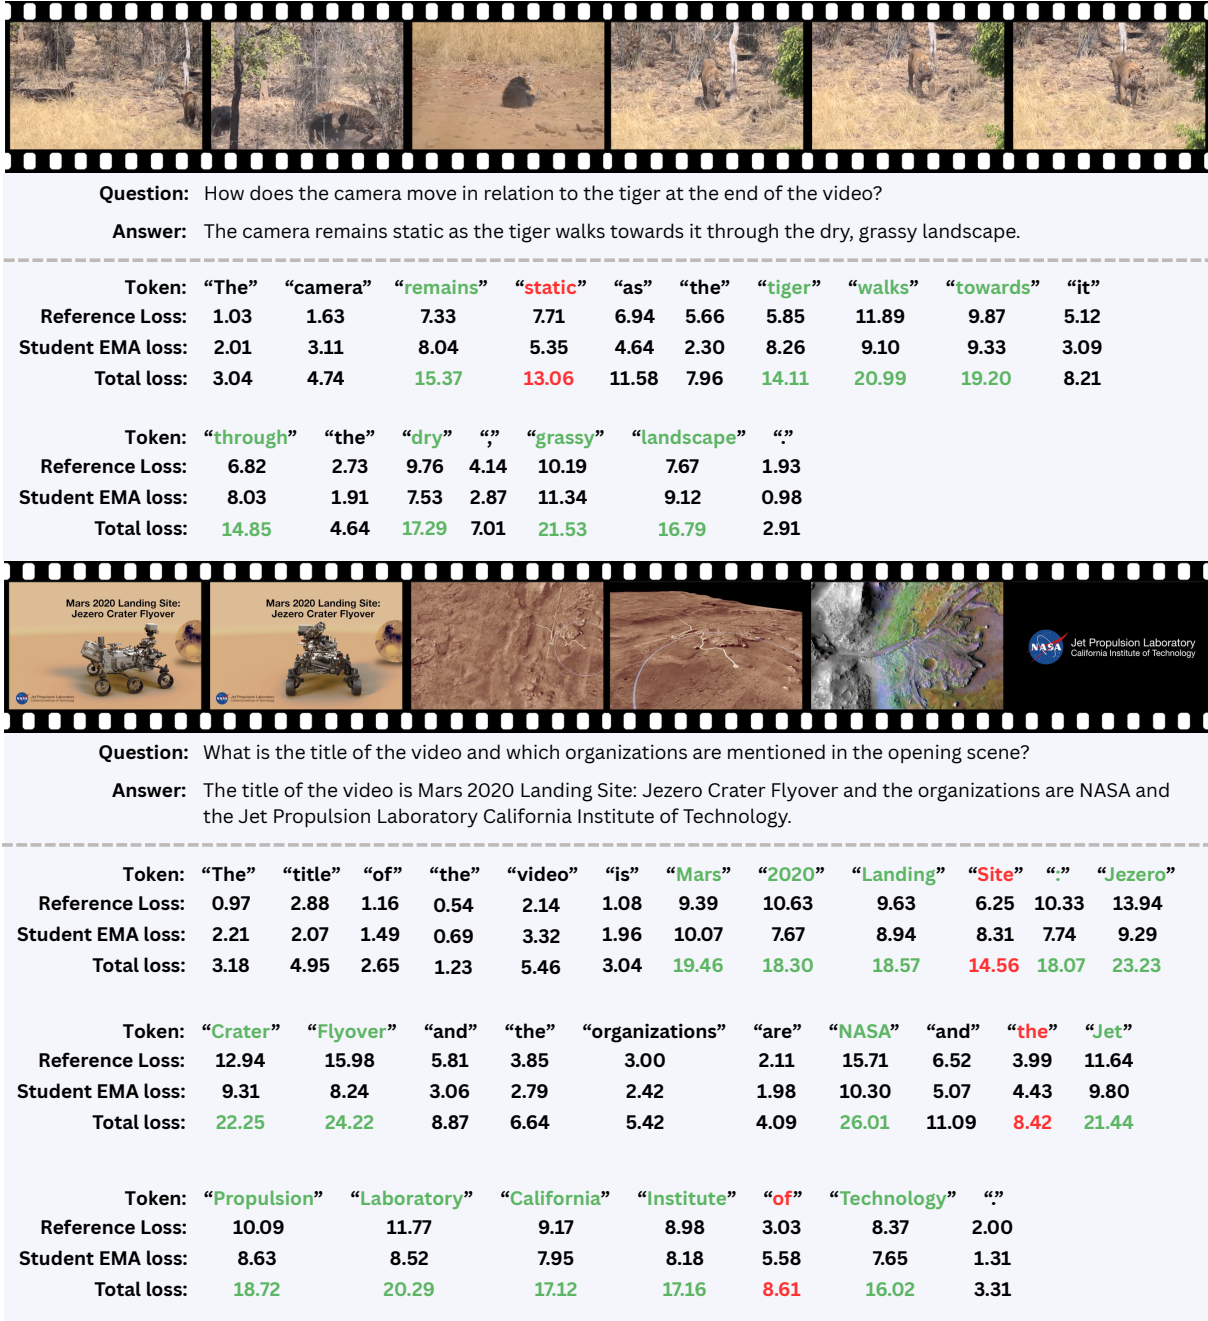 Question: How does the camera move in relation to the tiger at the end of the video?
Answer: The camera remains static as the tiger walks towards it through the dry, grassy landscape.
Token: “The” “camera” “remains” “static” “as” “the” “tiger” “walks” “towards” “it”
Reference Loss: 1.03 1.63 7.33 7.71 6.94 5.66 5.85 11.89 9.87 5.12
Student EMA loss: 2.01 3.11 8.04 5.35 4.64 2.30 8.26 9.10 9.33 3.09
Total loss: 3.04 4.74 15.37 13.06 11.58 7.96 14.11 20.99 19.20 8.21
Token: “through” “the” “dry” “,” “grassy” “landscape” “.”
Reference Loss: 6.82 2.73 9.76 4.14 10.19 7.67 1.93
Student EMA loss: 8.03 1.91 7.53 2.87 11.34 9.12 0.98
Total loss: 14.85 4.64 17.29 7.01 21.53 16.79 2.91
Mars 2020 Landing Site:
Jezero Crater Flyover
NASA Jet Propulsion Laboratory
California Institute of Technology
Mars 2020 Landing Site:
Jezero Crater Flyover
NASA Jet Propulsion Laboratory
California Institute of Technology
NASA Jet Propulsion Laboratory
California Institute of Technology
Question: What is the title of the video and which organizations are mentioned in the opening scene?
Answer: The title of the video is Mars 2020 Landing Site: Jezero Crater Flyover and the organizations are NASA and
the Jet Propulsion Laboratory California Institute of Technology.
Token: “The” “title” “of” “the” “video” “is” “Mars” “2020” “Landing” “Site” “:” “Jezero”
Reference Loss: 0.97 2.88 1.16 0.54 2.14 1.08 9.39 10.63 9.63 6.25 10.33 13.94
Student EMA loss: 2.21 2.07 1.49 0.69 3.32 1.96 10.07 7.67 8.94 8.31 7.74 9.29
Total loss: 3.18 4.95 2.65 1.23 5.46 3.04 19.46 18.30 18.57 14.56 18.07 23.23
Token: “Crater” “Flyover” “and” “the” “organizations” “are” “NASA” “and” “the” “Jet”
Reference Loss: 12.94 15.98 5.81 3.85 3.00 2.11 15.71 6.52 3.99 11.64
Student EMA loss: 9.31 8.24 3.06 2.79 2.42 1.98 10.30 5.07 4.43 9.80
Total loss: 22.25 24.22 8.87 6.64 5.42 4.09 26.01 11.09 8.42 21.44
Token: “Propulsion” “Laboratory” “California” “Institute” “of” “Technology” “.”
Reference Loss: 10.09 11.77 9.17 8.98 3.03 8.37 2.00
Student EMA loss: 8.63 8.52 7.95 8.18 5.58 7.65 1.31
Total loss: 18.72 20.29 17.12 17.16 8.61 16.02 3.31